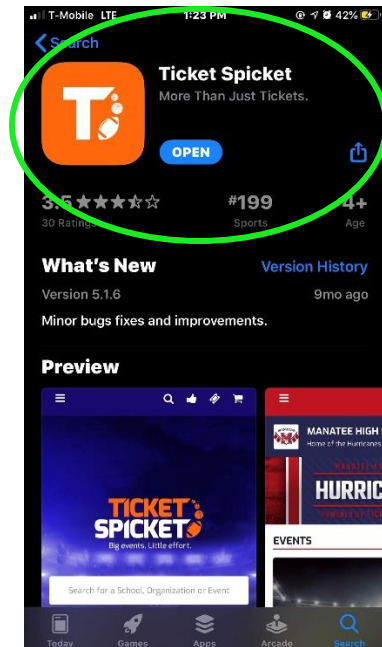 T-Mobile LTE 1:23 PM 42%
Search
T
Ticket Spicket
More Than Just Tickets.
OPEN
3.5 #199 4+
30 Ratings Sports Age
What's New Version History
Version 5.1.6 9mo ago
Minor bugs fixes and improvements.
Preview
MANATEE HIGH
Home of the Hurricanes
HURRIC
TICKET
SPICKET
Big events. Little effort.
EVENTS
Search for a School, Organization or Event
Today Games Apps Arcade Search